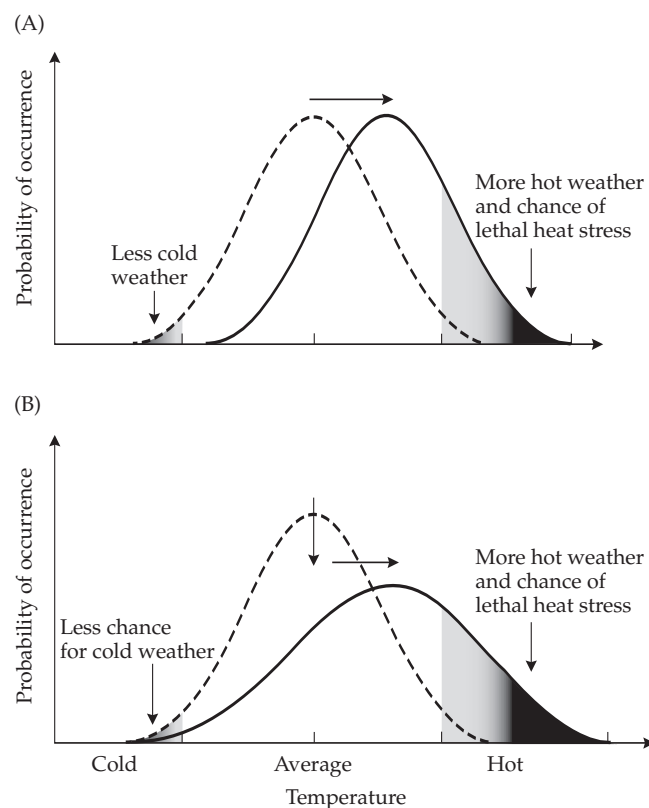 (A)
Probability of occurrence
Less cold
weather
More hot weather
and chance of
lethal heat stress
(B)
Probability of occurrence
Less chance
for cold weather
More hot weather
and chance of
lethal heat stress
Cold
Average
Hot
Temperature